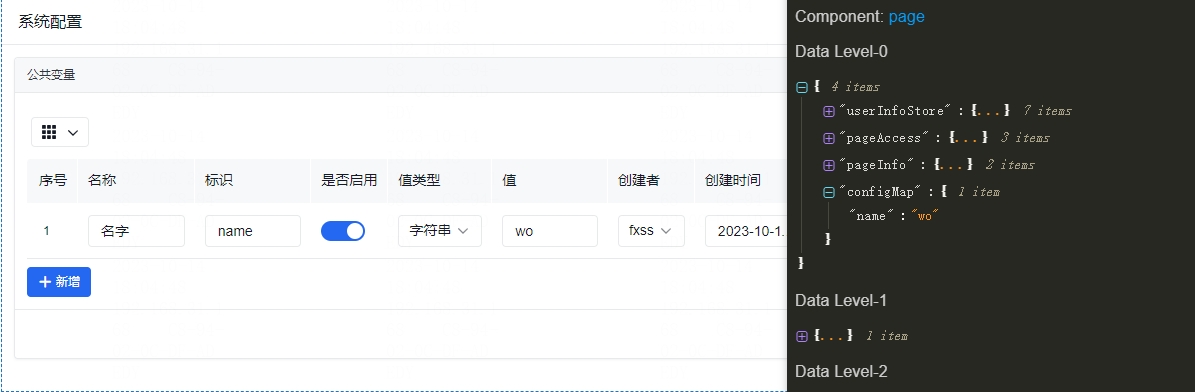 系统配置
公共变量
序号 名称 标识 是否启用 值类型 值 创建者 创建时间
1 名字 name 字符串 wo fxss 2023-10-1.
新增
Component: page
Data Level-0
{ 4 items
"userInfoStore" : {...} 7 items
"pageAccess" : {...} 3 items
"pageInfo" : {...} 2 items
"configMap" : { 1 item
"name" : "wo"
}
}
Data Level-1
{...} 1 item
Data Level-2